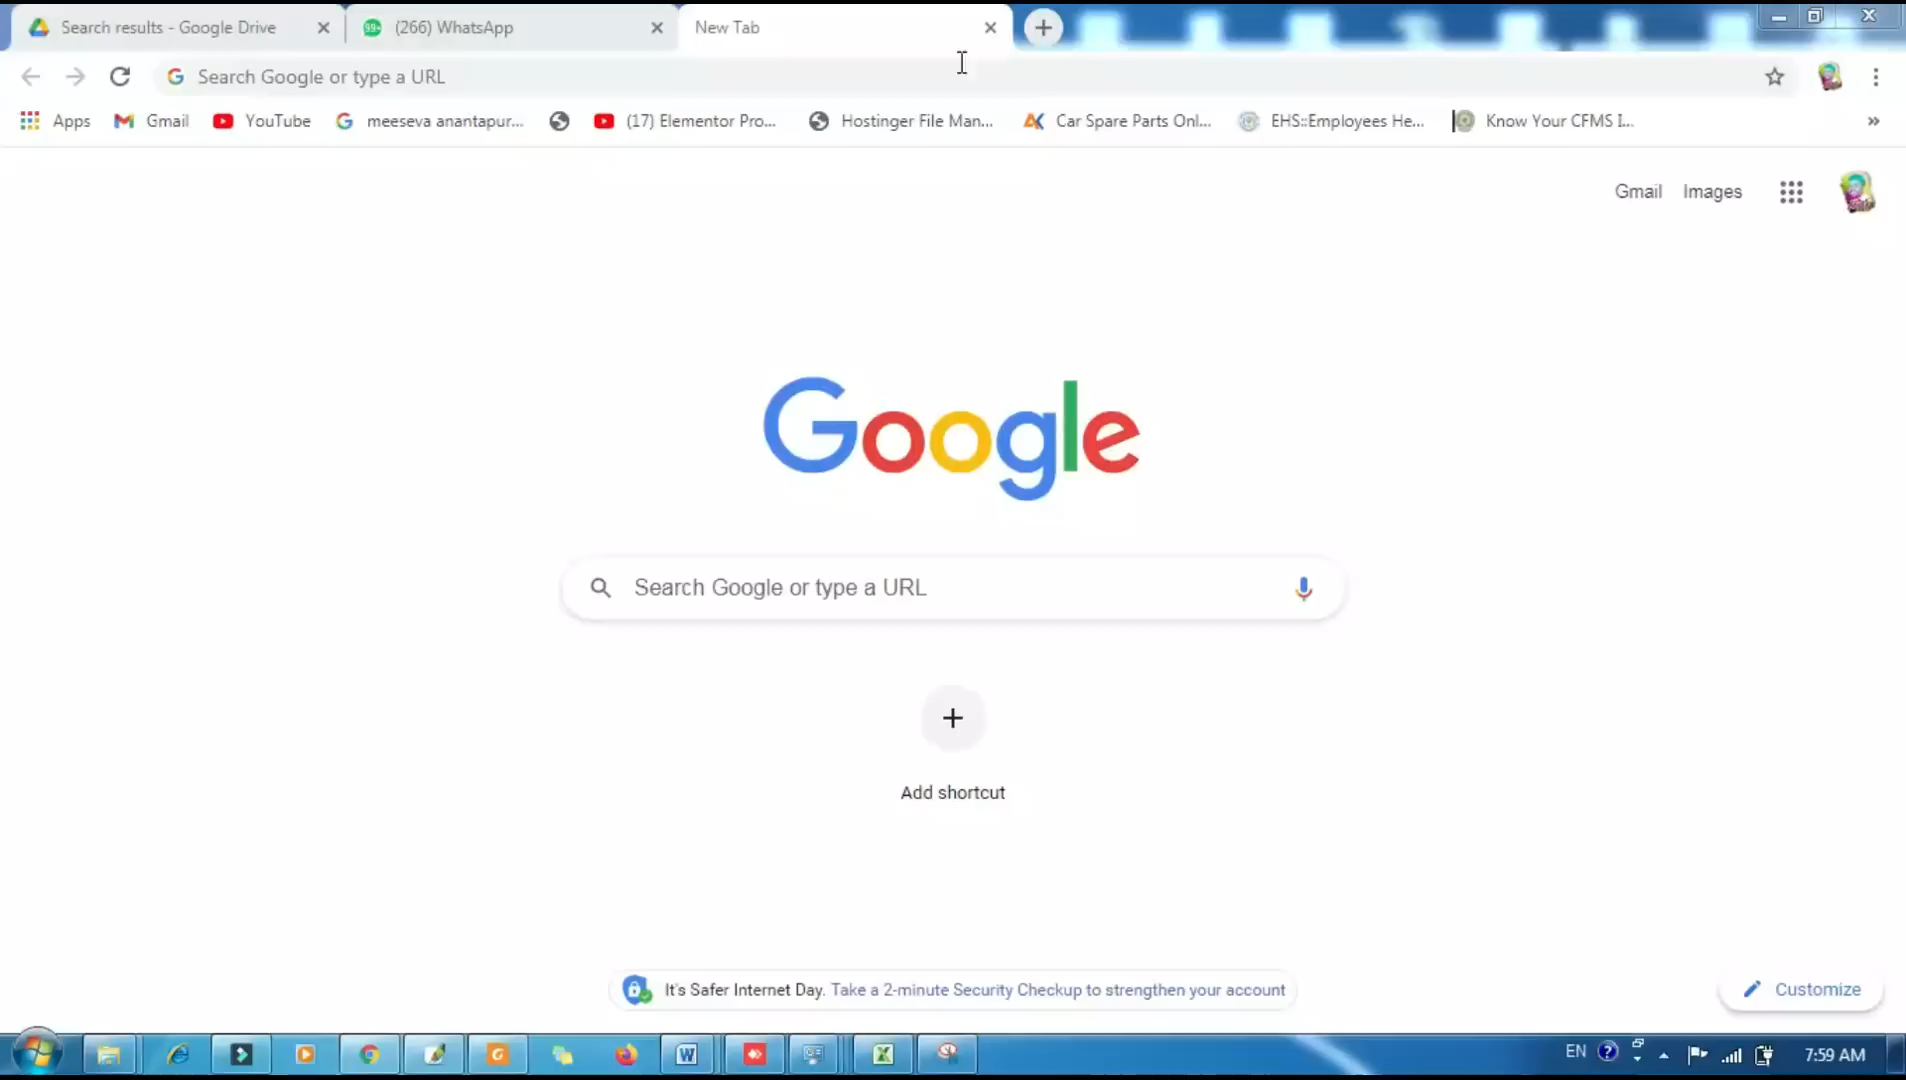 Search results - Google Drive
(266) WhatsApp
New Tab
Search Google or type a URL
Apps
Gmail
YouTube
meeseva anantapur...
(17) Elementor Pro...
Hostinger File Man...
Car Spare Parts Onl...
EHS::Employees He...
Know Your CFMS I...
Gmail
Images
Google
Search Google or type a URL
Add shortcut
It's Safer Internet Day. Take a 2-minute Security Checkup to strengthen your account
Customize
EN
7:59 AM